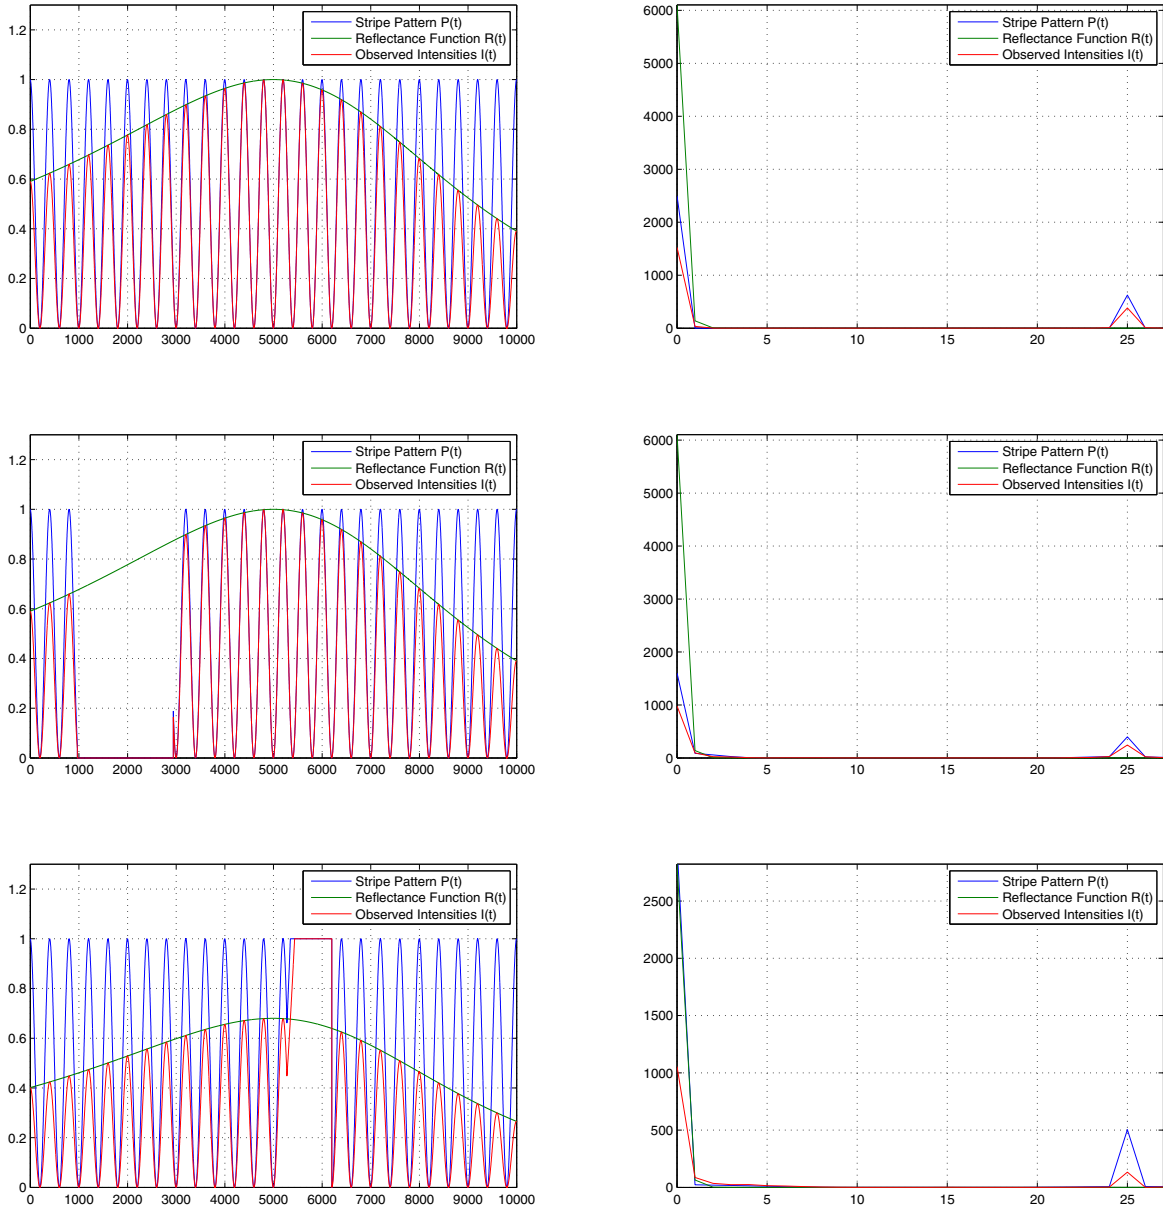 Stripe Pattern P(t)
Reflectance Function R(t)
Observed Intensities I(t)
1.2
1
0.8
0.6
0.4
0.2
0
0 1000 2000 3000 4000 5000 6000 7000 8000 9000 10000
Stripe Pattern P(t)
Reflectance Function R(t)
Observed Intensities I(t)
6000
5000
4000
3000
2000
1000
0
0 5 10 15 20 25
Stripe Pattern P(t)
Reflectance Function R(t)
Observed Intensities I(t)
1.2
1
0.8
0.6
0.4
0.2
0
0 1000 2000 3000 4000 5000 6000 7000 8000 9000 10000
Stripe Pattern P(t)
Reflectance Function R(t)
Observed Intensities I(t)
6000
5000
4000
3000
2000
1000
0
0 5 10 15 20 25
Stripe Pattern P(t)
Reflectance Function R(t)
Observed Intensities I(t)
1.2
1
0.8
0.6
0.4
0.2
0
0 1000 2000 3000 4000 5000 6000 7000 8000 9000 10000
Stripe Pattern P(t)
Reflectance Function R(t)
Observed Intensities I(t)
2500
2000
1500
1000
500
0
0 5 10 15 20 25